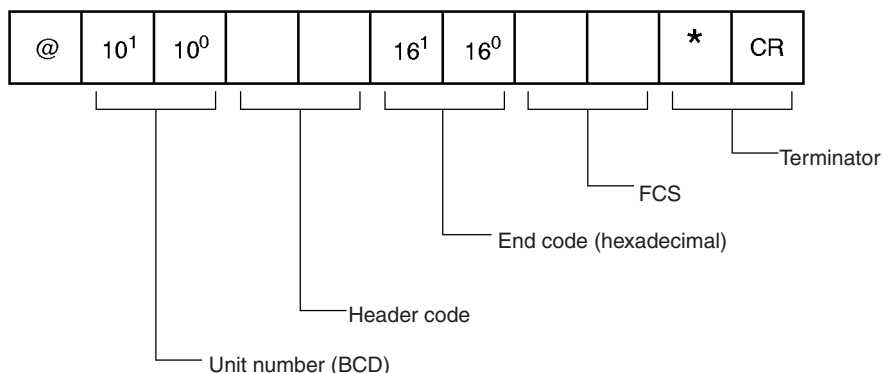 @ 10¹ 10⁰ 16¹ 16⁰ * CR
Terminator
FCS
End code (hexadecimal)
Header code
Unit number (BCD)